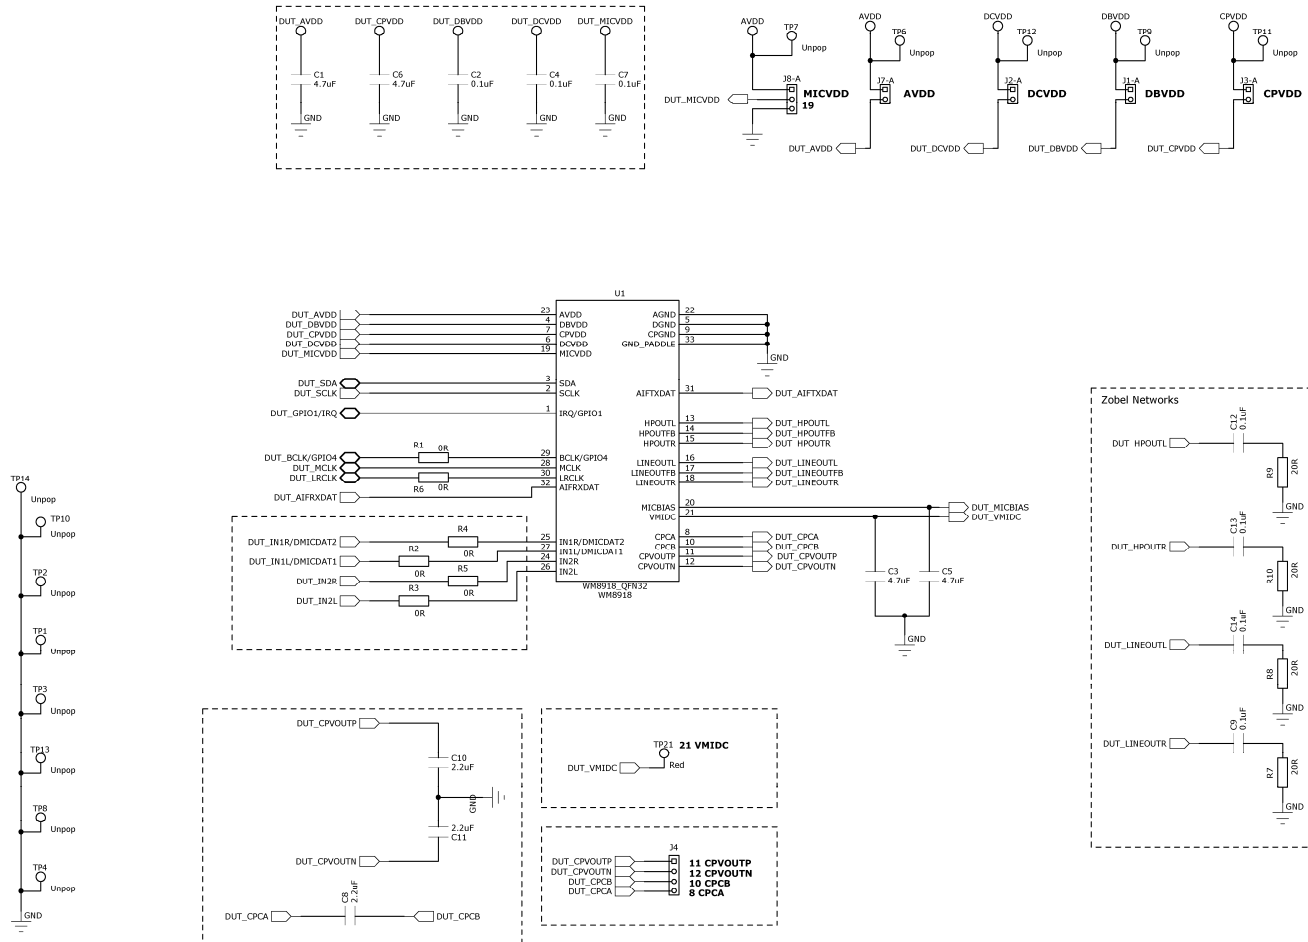 DUT_AVDD
DUT_CPVDD
DUT_DBVDD
DUT_DCVDD
DUT_MICVDD
C1
4.7uF
C6
4.7uF
C2
0.1uF
C4
0.1uF
C7
0.1uF
GND
GND
GND
GND
GND
AVDD
TP7
Unpop
J8-A
DUT_MICVDD
MICVDD
19
AVDD
TP6
Unpop
J7-A
AVDD
DUT_AVDD
DCVDD
TP12
Unpop
J2-A
DCVDD
DUT_DCVDD
DBVDD
TP9
Unpop
J1-A
DBVDD
DUT_DBVDD
CPVDD
TP11
Unpop
J3-A
CPVDD
DUT_CPVDD
U1
DUT_AVDD 23 AVDD
DUT_DBVDD 4 DBVDD
DUT_CPVDD 7 CPVDD
DUT_DCVDD 6 DCVDD
DUT_MICVDD 19 MICVDD
DUT_SDA 3 SDA
DUT_SCLK 2 SCLK
DUT_GPIO1/IRQ 1 IRQ/GPIO1
DUT_BCLK/GPIO4 R1 0R 29 BCLK/GPIO4
DUT_MCLK 28 MCLK
DUT_LRCLK R6 0R 30 LRCLK
DUT_AIFRXDAT 32 AIFRXDAT
DUT_IN1R/DMICDAT2 R4 0R 25 IN1R/DMICDAT2
DUT_IN1L/DMICDAT1 R2 0R 27 IN1L/DMICDAT1
DUT_IN2R R5 0R 24 IN2R
DUT_IN2L R3 0R 26 IN2L
AGND 22
DGND 5
CPGND 9
GND_PADDLE 33
GND
AIFTXDAT 31 DUT_AIFTXDAT
HPOUTL 13 DUT_HPOUTL
HPOUTFB 14 DUT_HPOUTFB
HPOUTR 15 DUT_HPOUTR
LINEOUTL 16 DUT_LINEOUTL
LINEOUTFB 17 DUT_LINEOUTFB
LINEOUTR 18 DUT_LINEOUTR
MICBIAS 20 DUT_MICBIAS
VMIDC 21 DUT_VMIDC
CPCA 8 DUT_CPCA
CPCB 10 DUT_CPCB
CPVOUTP 11 DUT_CPVOUTP
CPVOUTN 12 DUT_CPVOUTN
WM8918_QFN32
WM8918
C3
4.7uF
C5
4.7uF
GND
Zobel Networks
DUT_HPOUTL
C12
0.1uF
R9
20R
GND
DUT_HPOUTR
C13
0.1uF
R10
20R
GND
DUT_LINEOUTL
C14
0.1uF
R8
20R
GND
DUT_LINEOUTR
C9
0.1uF
R7
20R
GND
TP14
Unpop
TP10
Unpop
TP2
Unpop
TP1
Unpop
TP3
Unpop
TP13
Unpop
TP8
Unpop
TP4
Unpop
GND
DUT_CPVOUTP
C10
2.2uF
GND
2.2uF
C11
DUT_CPVOUTN
C8
2.2uF
DUT_CPCA
DUT_CPCB
TP21 21 VMIDC
DUT_VMIDC
Red
J4
DUT_CPVOUTP 11 CPVOUTP
DUT_CPVOUTN 12 CPVOUTN
DUT_CPCB 10 CPCB
DUT_CPCA 8 CPCA